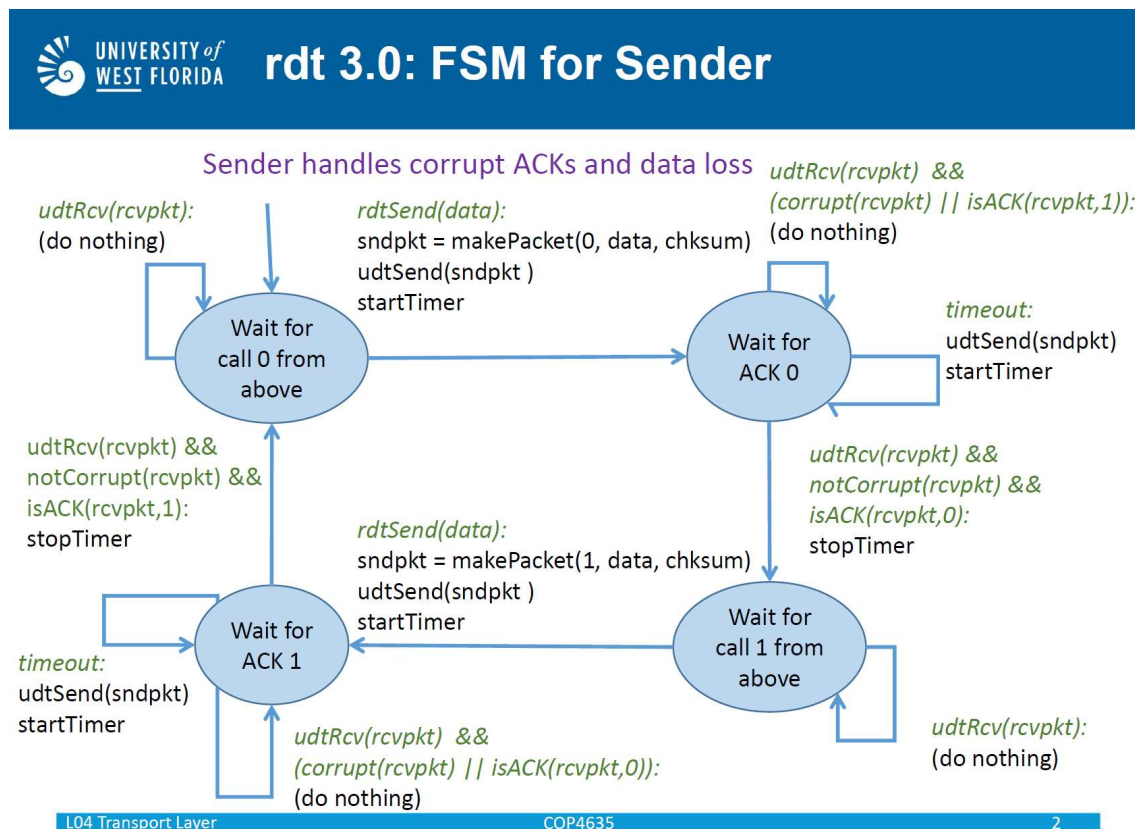 UNIVERSITY of
WEST FLORIDA
rdt 3.0: FSM for Sender
Sender handles corrupt ACKs and data loss
udtRcv(rcvpkt):
(do nothing)
rdtSend(data):
sndpkt = makePacket(0, data, chksum)
udtSend(sndpkt )
startTimer
udtRcv(rcvpkt) &&
(corrupt(rcvpkt) || isACK(rcvpkt,1)):
(do nothing)
Wait for
call 0 from
above
Wait for
ACK 0
timeout:
udtSend(sndpkt)
startTimer
udtRcv(rcvpkt) &&
notCorrupt(rcvpkt) &&
isACK(rcvpkt,1):
stopTimer
udtRcv(rcvpkt) &&
notCorrupt(rcvpkt) &&
isACK(rcvpkt,0):
stopTimer
rdtSend(data):
sndpkt = makePacket(1, data, chksum)
udtSend(sndpkt )
startTimer
Wait for
ACK 1
Wait for
call 1 from
above
timeout:
udtSend(sndpkt)
startTimer
udtRcv(rcvpkt) &&
(corrupt(rcvpkt) || isACK(rcvpkt,0)):
(do nothing)
udtRcv(rcvpkt):
(do nothing)
L04 Transport Layer
COP4635
2